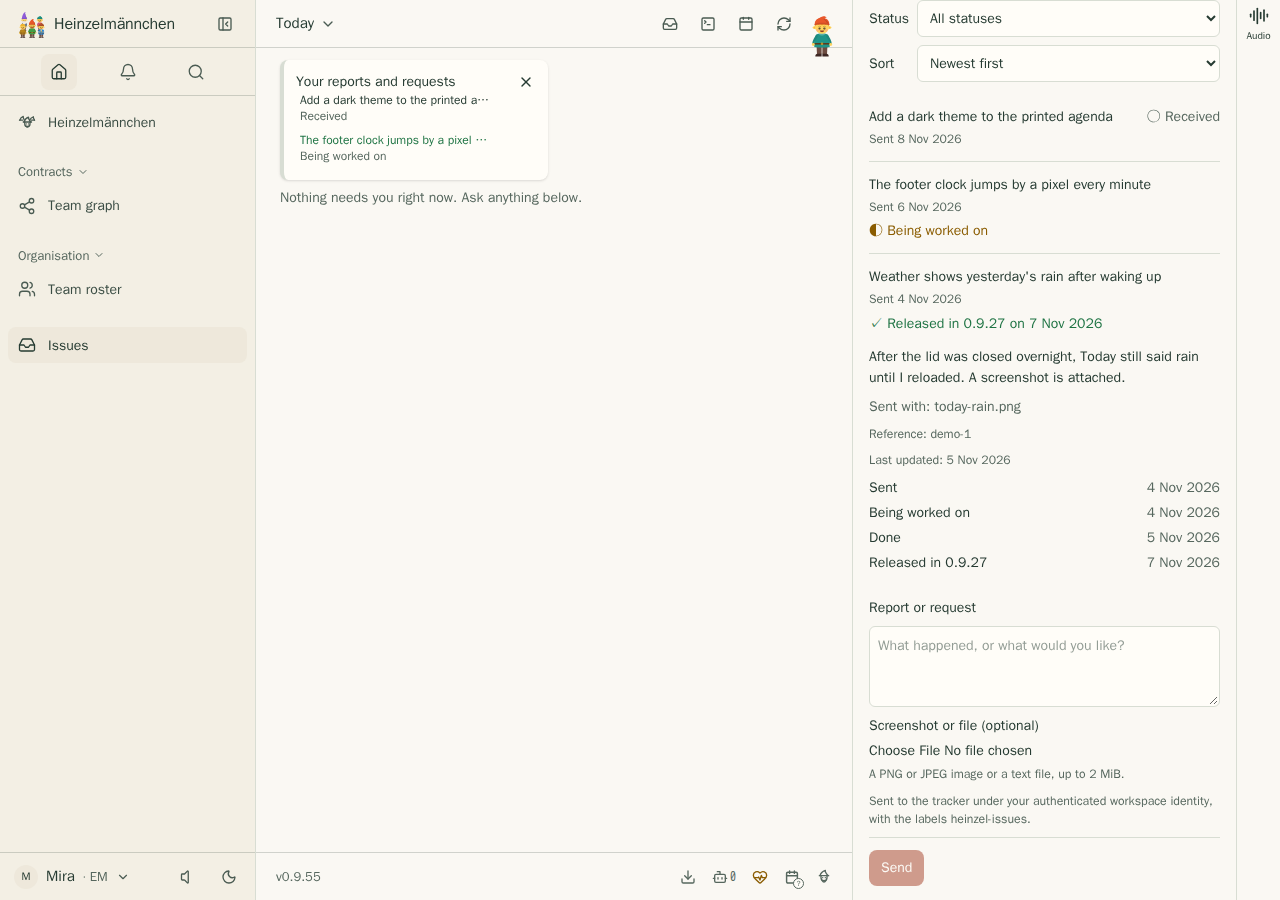 Heinzelmännchen
Heinzelmännchen
Contracts
Team graph
Organisation
Team roster
Issues
M Mira · EM
Today
Your reports and requests
Add a dark theme to the printed a···
Received
The footer clock jumps by a pixel ···
Being worked on
Nothing needs you right now. Ask anything below.
v0.9.55
0
?
Status All statuses
Sort Newest first
Add a dark theme to the printed agenda Received
Sent 8 Nov 2026
The footer clock jumps by a pixel every minute
Sent 6 Nov 2026
Being worked on
Weather shows yesterday's rain after waking up
Sent 4 Nov 2026
✓ Released in 0.9.27 on 7 Nov 2026
After the lid was closed overnight, Today still said rain
until I reloaded. A screenshot is attached.
Sent with: today-rain.png
Reference: demo-1
Last updated: 5 Nov 2026
Sent 4 Nov 2026
Being worked on 4 Nov 2026
Done 5 Nov 2026
Released in 0.9.27 7 Nov 2026
Report or request
What happened, or what would you like?
Screenshot or file (optional)
Choose File No file chosen
A PNG or JPEG image or a text file, up to 2 MiB.
Sent to the tracker under your authenticated workspace identity,
with the labels heinzel-issues.
Send
Audio